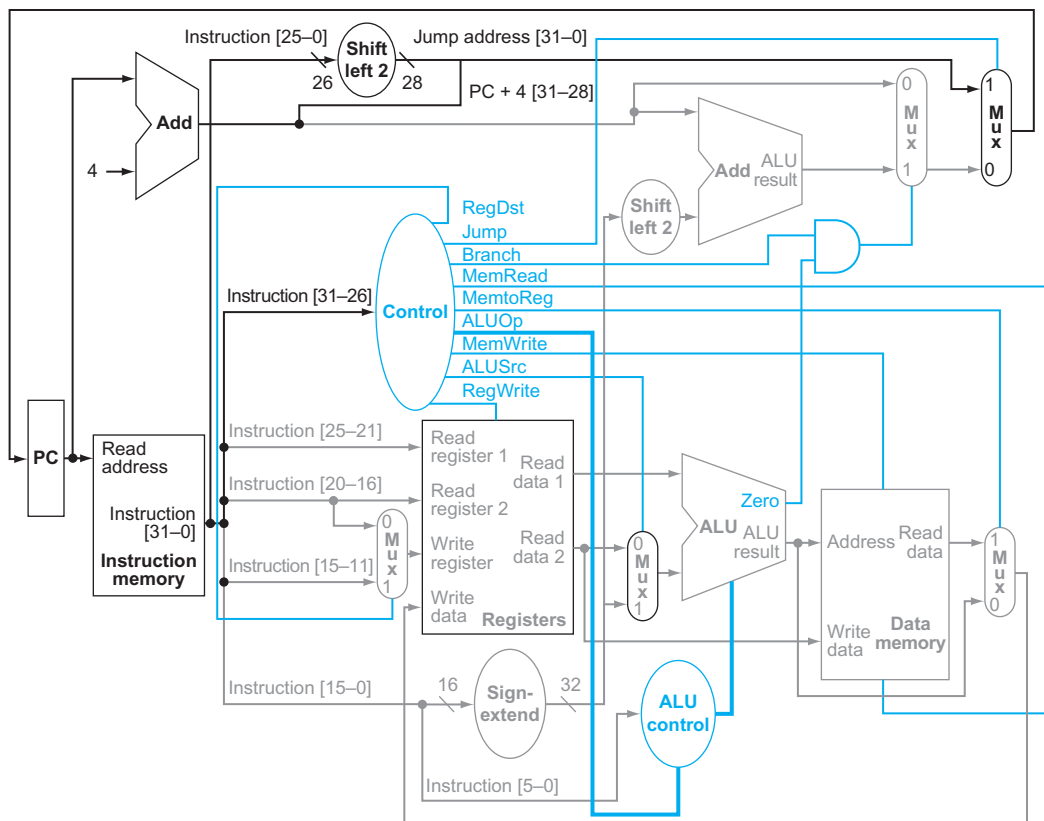 Instruction [25–0]
Shift
left 2
Jump address [31–0]
26
28
PC + 4 [31–28]
Add
4
0
M
u
x
1
1
M
u
x
0
Add
ALU
result
Shift
left 2
RegDst
Jump
Branch
MemRead
MemtoReg
ALUOp
MemWrite
ALUSrc
RegWrite
Control
Instruction [31–26]
PC
Read
address
Instruction
[31–0]
Instruction
memory
Instruction [25–21]
Instruction [20–16]
Instruction [15–11]
0
M
u
x
1
Read
register 1
Read
register 2
Write
register
Write
data
Read
data 1
Read
data 2
Registers
0
M
u
x
1
Zero
ALU
ALU
result
Address
Read
data
Write
data
Data
memory
1
M
u
x
0
Instruction [15–0]
16
Sign-
extend
32
ALU
control
Instruction [5–0]